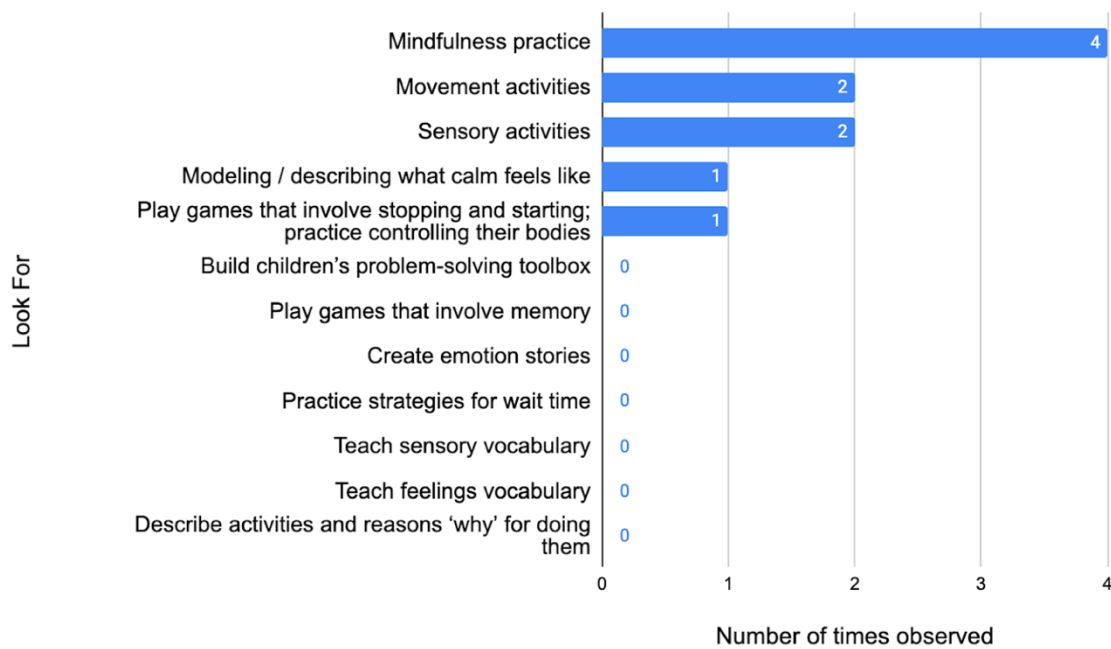 Look For
Mindfulness practice 4
Movement activities 2
Sensory activities 2
Modeling / describing what calm feels like 1
Play games that involve stopping and starting;
practice controlling their bodies 1
Build children’s problem-solving toolbox 0
Play games that involve memory 0
Create emotion stories 0
Practice strategies for wait time 0
Teach sensory vocabulary 0
Teach feelings vocabulary 0
Describe activities and reasons ‘why’ for doing
them 0
0 1 2 3 4
Number of times observed